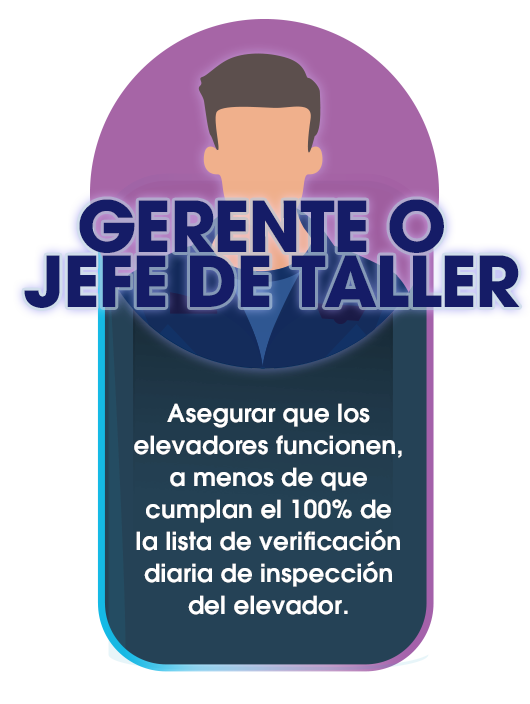 GERENTE O
JEFE DE TALLER
Asegurar que los
elevadores funcionen,
a menos de que
cumplan el 100% de
la lista de verificación
diaria de inspección
del elevador.